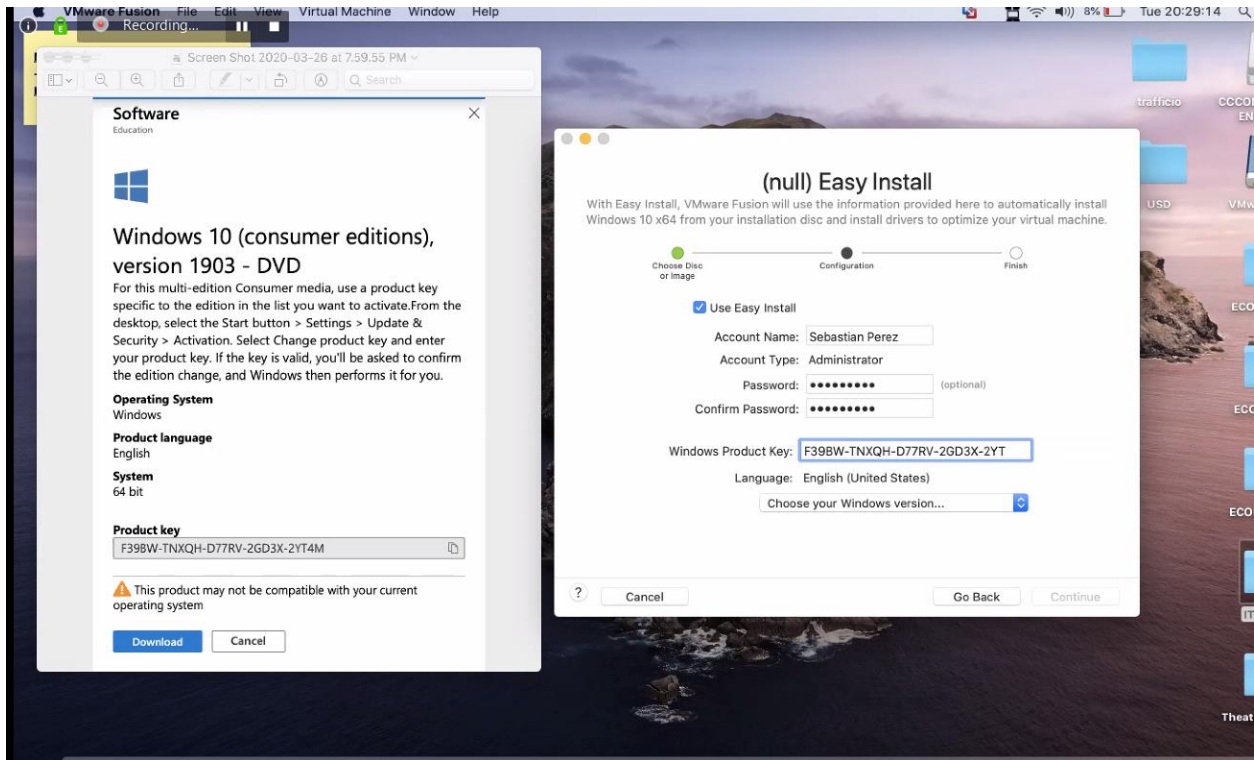 VMware Fusion File Edit View Virtual Machine Window Help
8% Tue 20:29:14
Recording...
Screen Shot 2020-03-26 at 7.59.55 PM
Search
Software
Education
Windows 10 (consumer editions),
version 1903 - DVD
For this multi-edition Consumer media, use a product key
specific to the edition in the list you want to activate.From the
desktop, select the Start button > Settings > Update &
Security > Activation. Select Change product key and enter
your product key. If the key is valid, you'll be asked to confirm
the edition change, and Windows then performs it for you.
Operating System
Windows
Product language
English
System
64 bit
Product key
F39BW-TNXQH-D77RV-2GD3X-2YT4M
This product may not be compatible with your current
operating system
Download Cancel
(null) Easy Install
With Easy Install, VMware Fusion will use the information provided here to automatically install
Windows 10 x64 from your installation disc and install drivers to optimize your virtual machine.
Choose Disc
or Image
Configuration
Finish
Use Easy Install
Account Name: Sebastian Perez
Account Type: Administrator
Password: ●●●●●●●●● (optional)
Confirm Password: ●●●●●●●●●
Windows Product Key: F39BW-TNXQH-D77RV-2GD3X-2YT
Language: English (United States)
Choose your Windows version...
? Cancel Go Back Continue
trafficio
USD
ECO
ECO
Theat